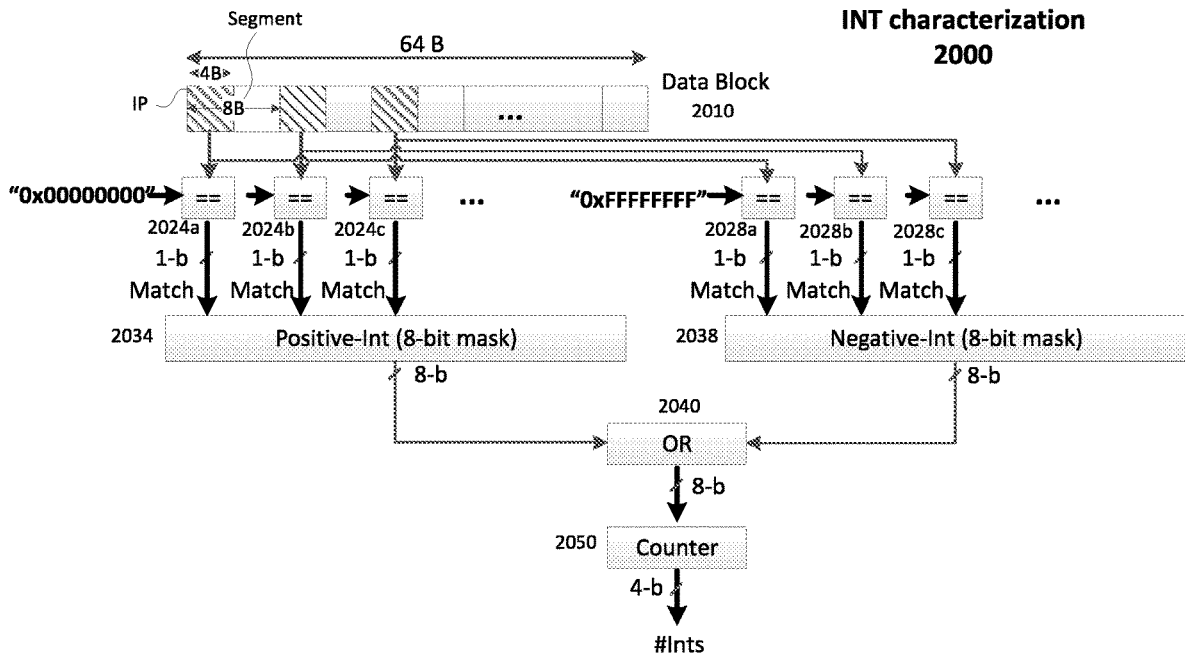 INT characterization
2000
Segment
64 B
4B
IP
8B
...
Data Block
2010
“0x00000000”
==
==
==
...
“0xFFFFFFFF”
==
==
==
...
2024a
2024b
2024c
2028a
2028b
2028c
1-b
1-b
1-b
1-b
1-b
1-b
Match
Match
Match
Match
Match
Match
2034
Positive-Int (8-bit mask)
2038
Negative-Int (8-bit mask)
8-b
8-b
2040
OR
8-b
2050
Counter
4-b
#Ints